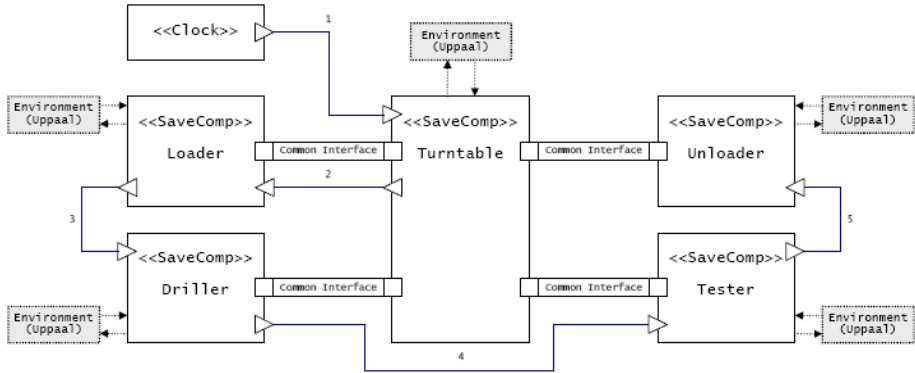 1
<<Clock>>
Environment
(Uppaal)
Environment
(Uppaal)
<<SaveComp>>
Loader
Common Interface
<<SaveComp>>
Turntable
Common Interface
<<SaveComp>>
Unloader
Environment
(Uppaal)
2
3
5
<<SaveComp>>
Driller
Common Interface
Common Interface
<<SaveComp>>
Tester
Environment
(Uppaal)
Environment
(Uppaal)
4